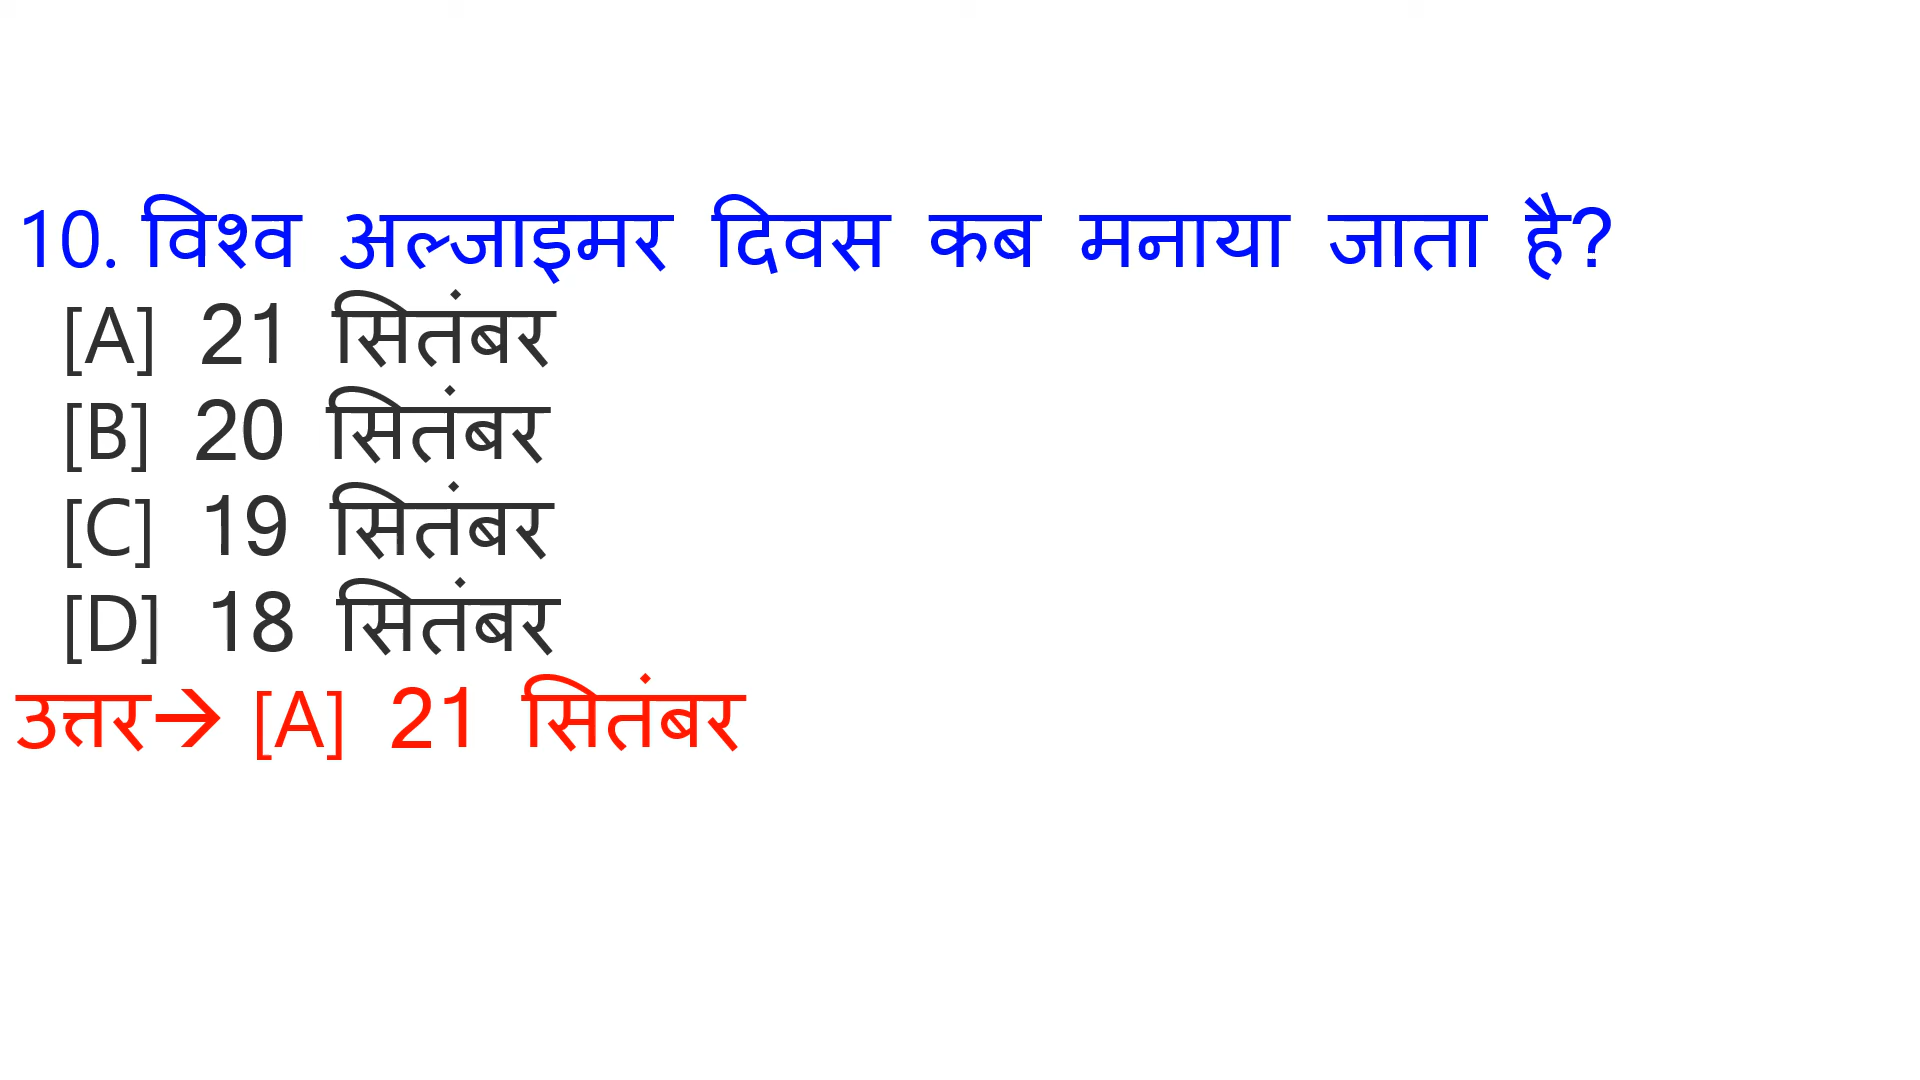 10. विश्व अल्जाइमर दिवस कब मनाया जाता है?
[A] 21 सितंबर
[B] 20 सितंबर
[C] 19 सितंबर
[D] 18 सितंबर
उत्तर→ [A] 21 सितंबर